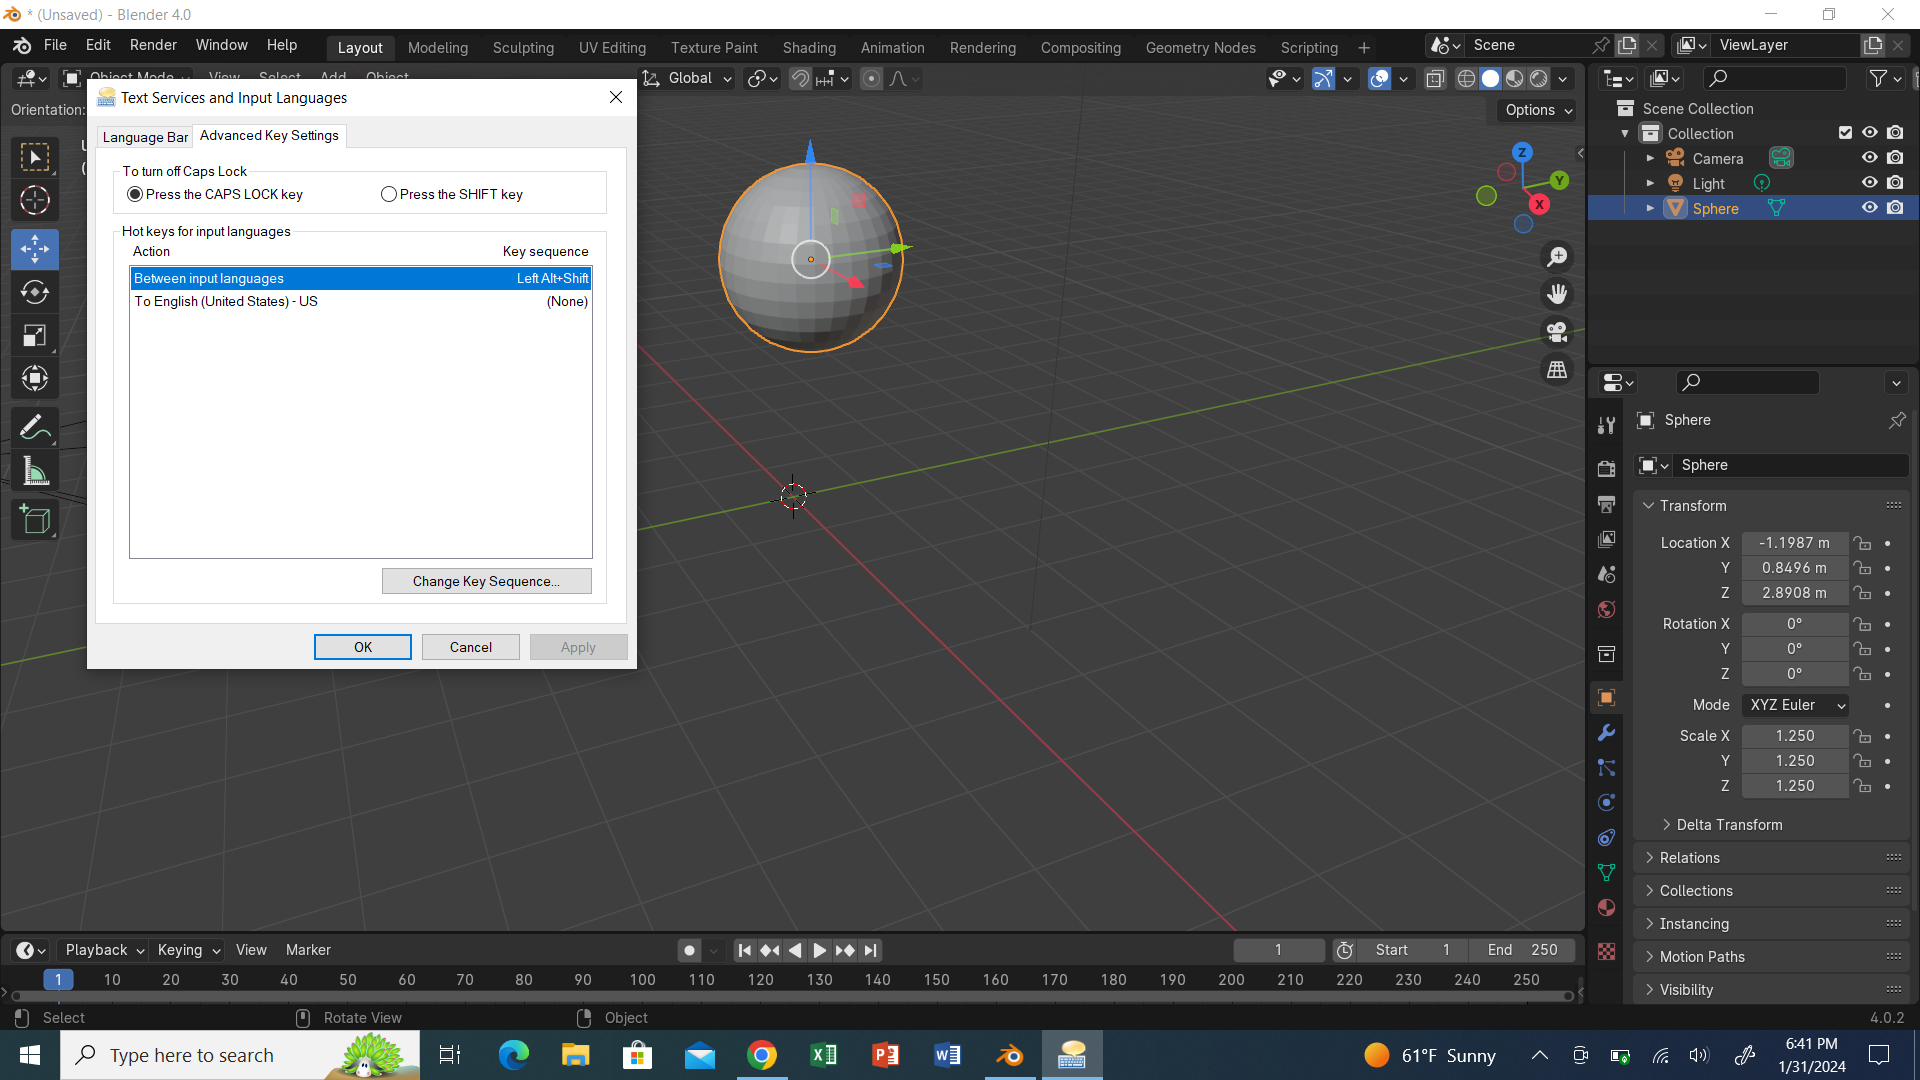 * (Unsaved) - Blender 4.0
File Edit Render Window Help
Layout Modeling Sculpting UV Editing Texture Paint Shading Animation Rendering Compositing Geometry Nodes Scripting +
Scene
ViewLayer
Object Mode View Select Add Object
Global
Orientation:
Options
Text Services and Input Languages
Language Bar
Advanced Key Settings
To turn off Caps Lock
Press the CAPS LOCK key
Press the SHIFT key
Hot keys for input languages
Action Key sequence
Between input languages Left Alt+Shift
To English (United States) - US (None)
Change Key Sequence...
OK Cancel Apply
Z
Y
X
Scene Collection
Collection
Camera
Light
Sphere
Sphere
Sphere
Transform
Location X -1.1987 m
Y 0.8496 m
Z 2.8908 m
Rotation X 0°
Y 0°
Z 0°
Mode XYZ Euler
Scale X 1.250
Y 1.250
Z 1.250
Delta Transform
Relations
Collections
Instancing
Motion Paths
Visibility
Playback Keying View Marker
1
Start 1
End 250
1 10 20 30 40 50 60 70 80 90 100 110 120 130 140 150 160 170 180 190 200 210 220 230 240 250
Select
Rotate View
Object
4.0.2
Type here to search
61°F Sunny
6:41 PM
1/31/2024